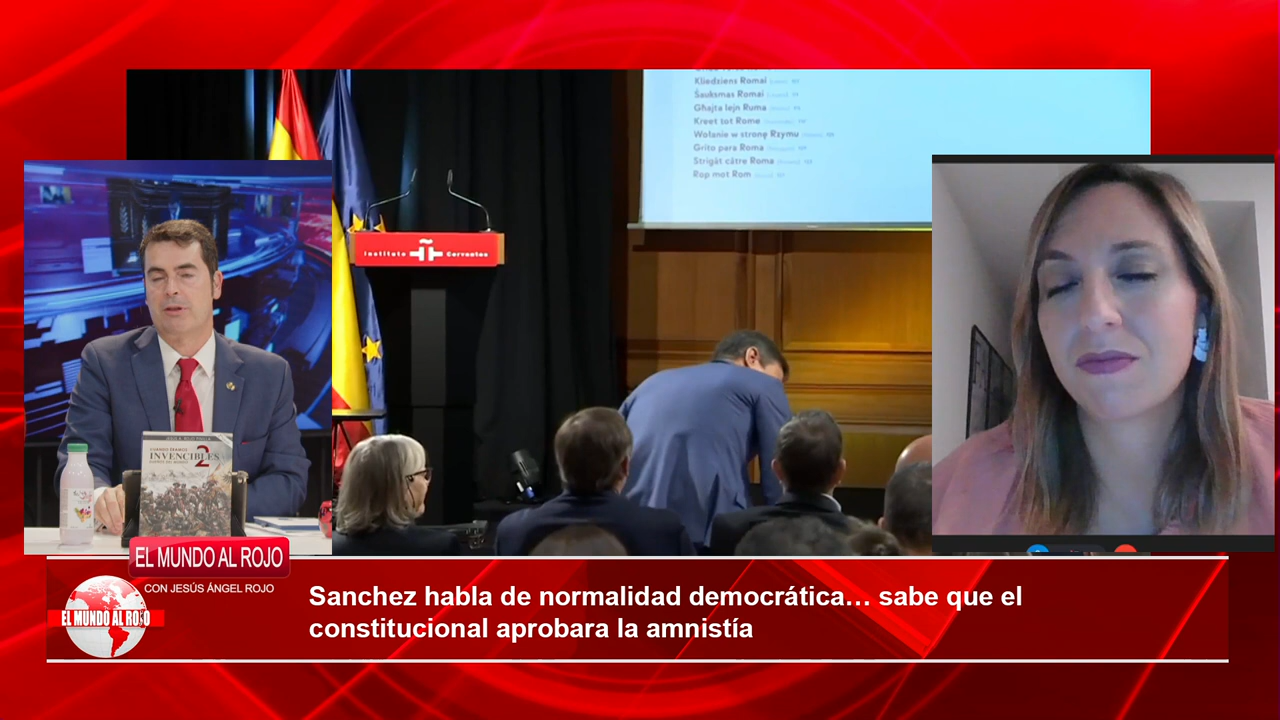 Kliedziens Romai
Šauksmas Romai
Għajta lejn Ruma
Kreet tot Rome
Wołanie w stronę Rzymu
Grito para Roma
Strigăt către Roma
Rop mot Rom
Instituto Cervantes
INVENCIBLES 2
EL MUNDO AL ROJO
CON JESÚS ÁNGEL ROJO
EL MUNDO AL ROJO
Sanchez habla de normalidad democrática… sabe que el
constitucional aprobara la amnistía